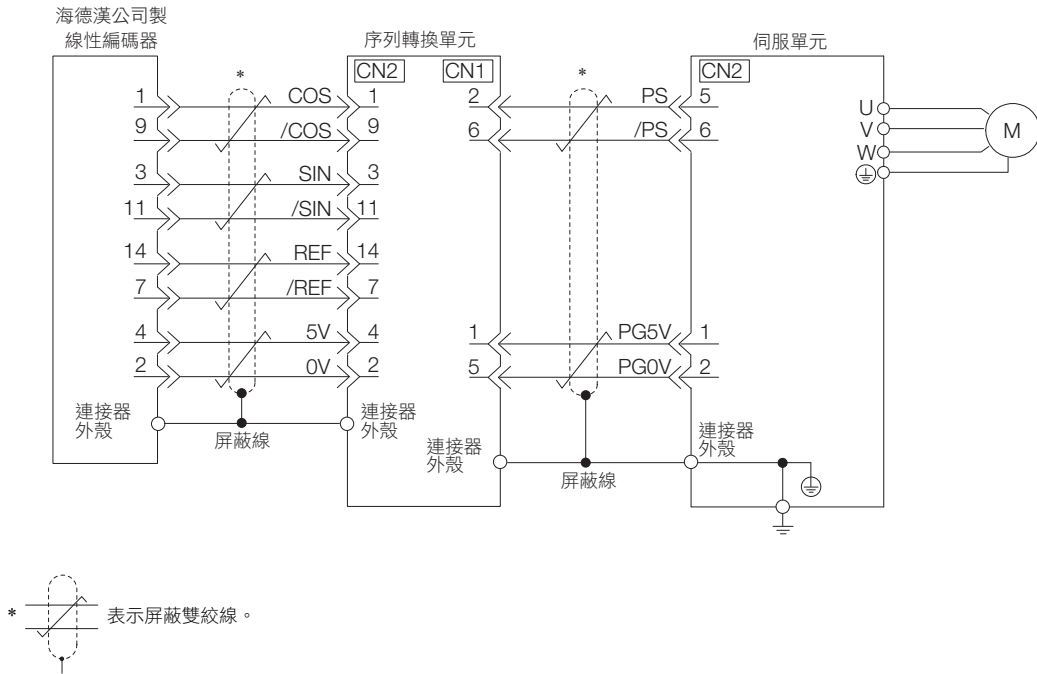 海德漢公司製
線性編碼器
序列轉換單元
伺服單元
CN2 CN1 CN2
* *
1 COS 1 2 PS 5
9 /COS 9 6 /PS 6
3 SIN 3
11 /SIN 11
14 REF 14
7 /REF 7
4 5V 4 1 PG5V 1
2 0V 2 5 PG0V 2
U
V
W
M
連接器
外殼
屏蔽線
連接器
外殼
連接器
外殼
屏蔽線
連接器
外殼
* 表示屏蔽雙絞線。